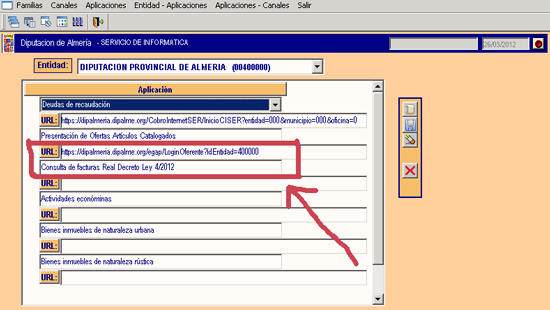 Familias Canales Aplicaciones Entidad - Aplicaciones Aplicaciones - Canales Salir
Diputacion de Almería - SERVICIO DE INFORMATICA
26/03/2012
Entidad: DIPUTACION PROVINCIAL DE ALMERIA (00400000)
Aplicación
Deudas de recaudación
URL: https://dipalmeria.dipalme.org/CobroInternetSER/InicioCISER?entidad=000&municipio=000&oficina=0
Presentación de Ofertas Artículos Catalogados
URL: https://dipalmeria.dipalme.org/egap/LoginOferente?idEntidad=400000
Consulta de facturas Real Decreto Ley 4/2012
URL:
Actividades económninas
URL:
Bienes inmuebles de naturaleza urbana
URL:
Bienes inmuebles de naturaleza rústica
URL: